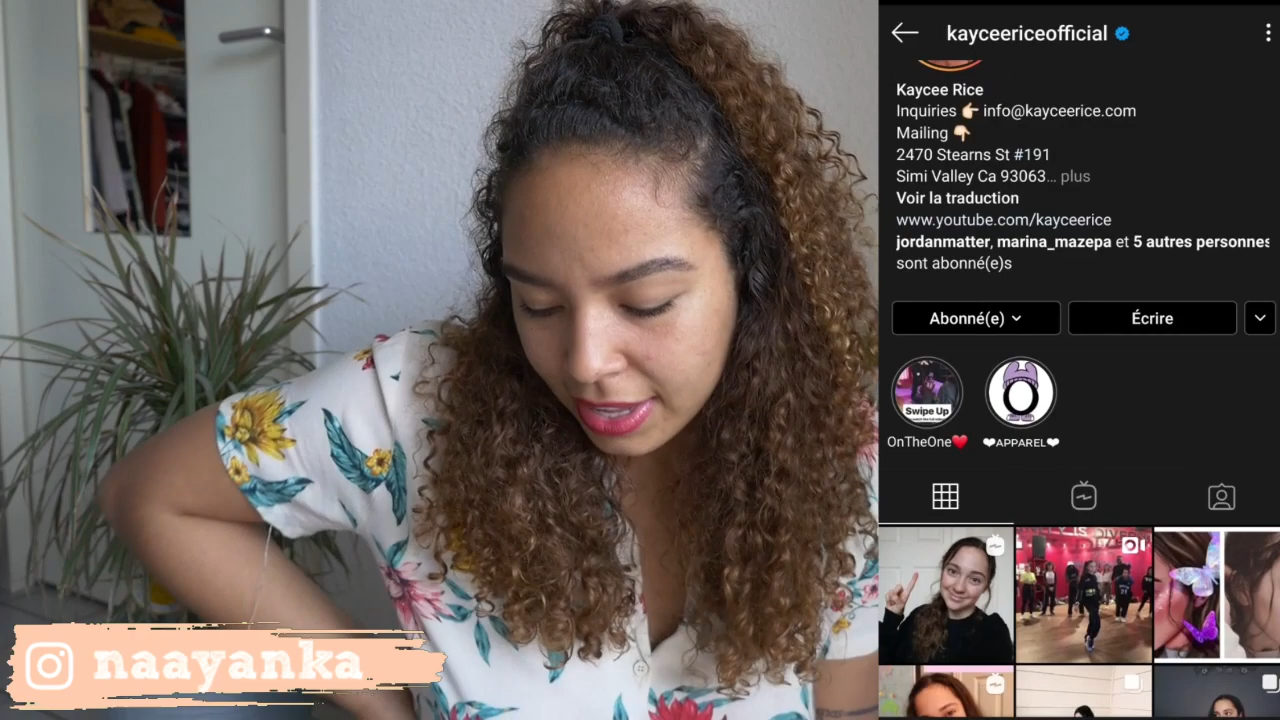 kayceericeofficial
Kaycee Rice
Inquiries 👉🏻 info@kayceerice.com
Mailing 👇🏻
2470 Stearns St #191
Simi Valley Ca 93063... plus
Voir la traduction
www.youtube.com/kayceerice
jordanmatter, marina_mazepa et 5 autres personnes
sont abonné(e)s
Abonné(e)
Écrire
Swipe Up
OnTheOne❤️
❤APPAREL❤
naayanka